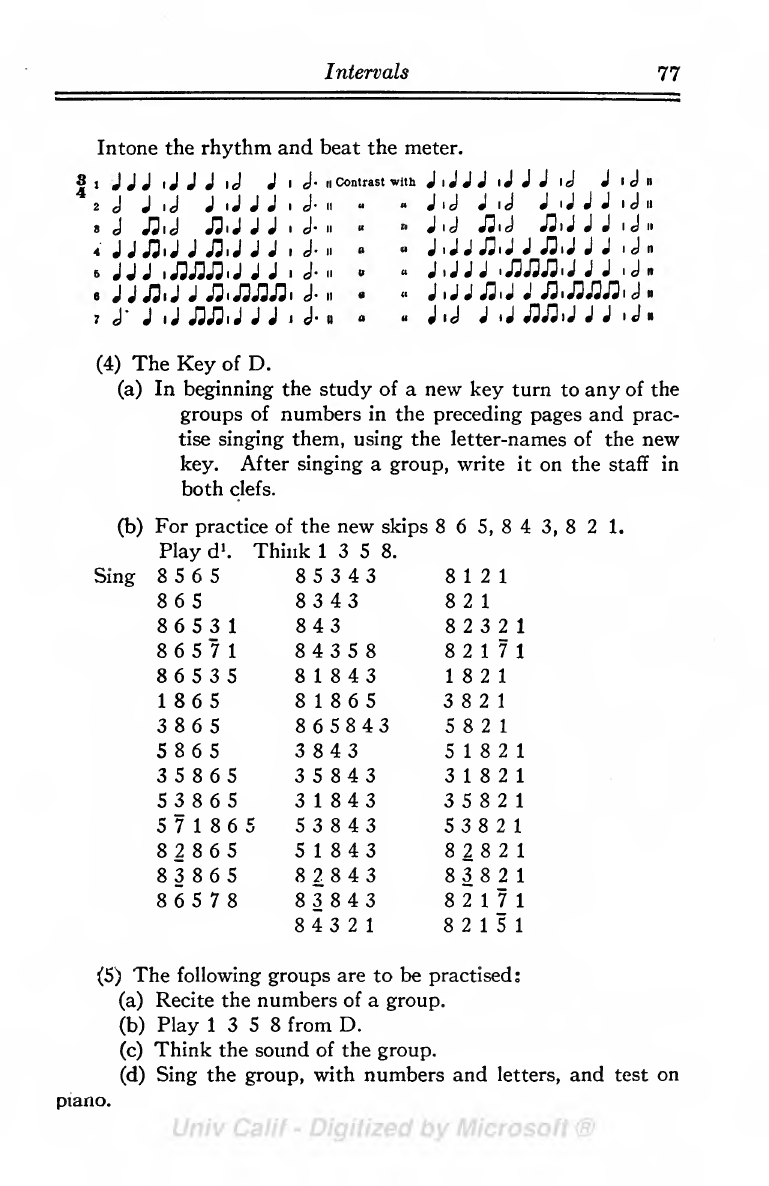 Intervals 77
Intone the rhythm and beat the meter.
3/4 1 ♩♩♩ | ♩♩♩ | 𝅗𝅥 ♩ | 𝅗𝅥. || Contrast with ♩ | ♩♩♩ | ♩♩♩ | 𝅗𝅥 ♩ | 𝅗𝅥 ||
2 𝅗𝅥 ♩ | 𝅗𝅥 ♩ | ♩♩♩ | 𝅗𝅥. || " " ♩ | 𝅗𝅥 ♩ | 𝅗𝅥 ♩ | ♩♩♩ | 𝅗𝅥 ||
3 𝅗𝅥 ♫ | 𝅗𝅥 ♫ | ♩♩♩ | 𝅗𝅥. || " " ♩ | 𝅗𝅥 ♫ | 𝅗𝅥 ♫ | ♩♩♩ | 𝅗𝅥 ||
4 ♩♩♫ | ♩♩♫ | ♩♩♩ | 𝅗𝅥. || " " ♩ | ♩♩♫ | ♩♩♫ | ♩♩♩ | 𝅗𝅥 ||
5 ♩♩♩ | ♫♫♫ | ♩♩♩ | 𝅗𝅥. || " " ♩ | ♩♩♩ | ♫♫♫ | ♩♩♩ | 𝅗𝅥 ||
6 ♩♩♫ | ♩♩♫ | ♫♫♫ | 𝅗𝅥. || " " ♩ | ♩♩♫ | ♩♩♫ | ♫♫♫ | 𝅗𝅥 ||
7 𝅗𝅥 ♩ | ♩♫♫ | ♩♩♩ | 𝅗𝅥. || " " ♩ | 𝅗𝅥 ♩ | ♩♫♫ | ♩♩♩ | 𝅗𝅥 ||
(4) The Key of D.
(a) In beginning the study of a new key turn to any of the
groups of numbers in the preceding pages and prac-
tise singing them, using the letter-names of the new
key. After singing a group, write it on the staff in
both clefs.
(b) For practice of the new skips 8 6 5, 8 4 3, 8 2 1.
Play d¹. Think 1 3 5 8.
Sing 8 5 6 5 8 5 3 4 3 8 1 2 1
8 6 5 8 3 4 3 8 2 1
8 6 5 3 1 8 4 3 8 2 3 2 1
8 6 5 7̅ 1 8 4 3 5 8 8 2 1 7̅ 1
8 6 5 3 5 8 1 8 4 3 1 8 2 1
1 8 6 5 8 1 8 6 5 3 8 2 1
3 8 6 5 8 6 5 8 4 3 5 8 2 1
5 8 6 5 3 8 4 3 5 1 8 2 1
3 5 8 6 5 3 5 8 4 3 3 1 8 2 1
5 3 8 6 5 3 1 8 4 3 3 5 8 2 1
5 7̅ 1 8 6 5 5 3 8 4 3 5 3 8 2 1
8 2̲ 8 6 5 5 1 8 4 3 8 2̲ 8 2 1
8 3̲ 8 6 5 8 2̲ 8 4 3 8 3̲ 8 2 1
8 6 5 7 8 8 3̲ 8 4 3 8 2 1 7̅ 1
8 4 3 2 1 8 2 1 5̅ 1
(5) The following groups are to be practised:
(a) Recite the numbers of a group.
(b) Play 1 3 5 8 from D.
(c) Think the sound of the group.
(d) Sing the group, with numbers and letters, and test on
piano.
Univ Calif - Digitized by Microsoft ®